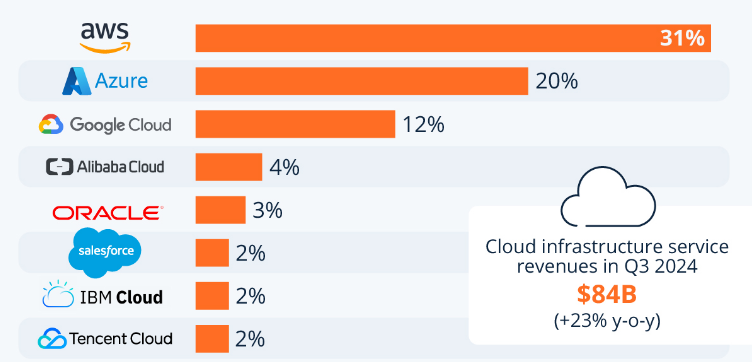 aws 31%
Azure 20%
Google Cloud 12%
Alibaba Cloud 4%
ORACLE® 3%
salesforce 2%
IBM Cloud 2%
Tencent Cloud 2%
Cloud infrastructure service
revenues in Q3 2024
$84B
(+23% y-o-y)